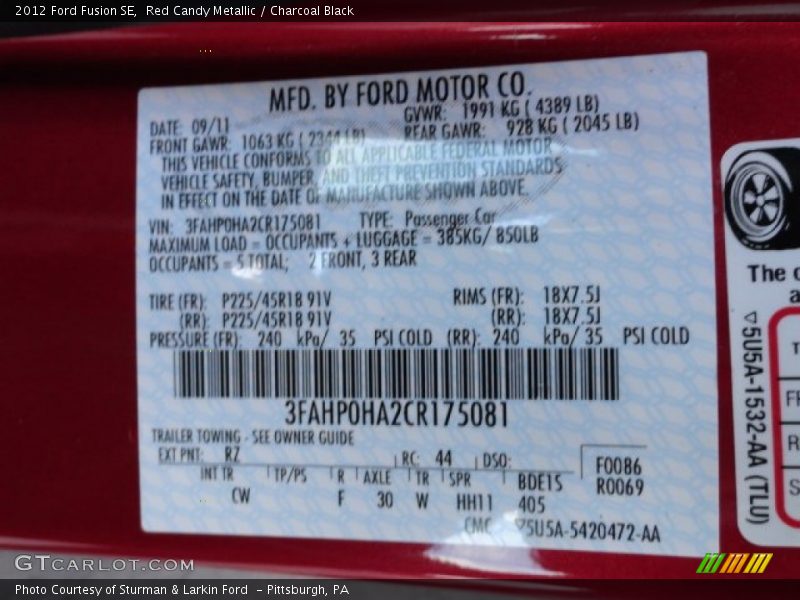 2012 Ford Fusion SE,  Red Candy Metallic / Charcoal Black
MFD. BY FORD MOTOR CO.
DATE: 09/11 GVWR: 1991 KG ( 4389 LB)
FRONT GAWR: 1063 KG ( 2344 LB) REAR GAWR: 928 KG ( 2045 LB)
THIS VEHICLE CONFORMS TO ALL APPLICABLE FEDERAL MOTOR
VEHICLE SAFETY, BUMPER, AND THEFT PREVENTION STANDARDS
IN EFFECT ON THE DATE OF MANUFACTURE SHOWN ABOVE.
VIN: 3FAHP0HA2CR175081 TYPE: Passenger Car
MAXIMUM LOAD = OCCUPANTS + LUGGAGE = 385KG/ 850LB
OCCUPANTS = 5 TOTAL; 2 FRONT, 3 REAR
TIRE (FR): P225/45R18 91V RIMS (FR): 18X7.5J
(RR): P225/45R18 91V (RR): 18X7.5J
PRESSURE (FR): 240 kPa/ 35 PSI COLD (RR): 240 kPa/ 35 PSI COLD
3FAHP0HA2CR175081
TRAILER TOWING - SEE OWNER GUIDE
EXT PNT: RZ RC: 44 DSO: F0086
INT TR TP/PS R AXLE TR SPR BDE15 R0069
CW F 30 W HH11 405
CMC ▽5U5A-5420472-AA
The
▽5U5A-1532-AA (TLU)
GTCARLOT.COM
Photo Courtesy of Sturman & Larkin Ford  - Pittsburgh, PA